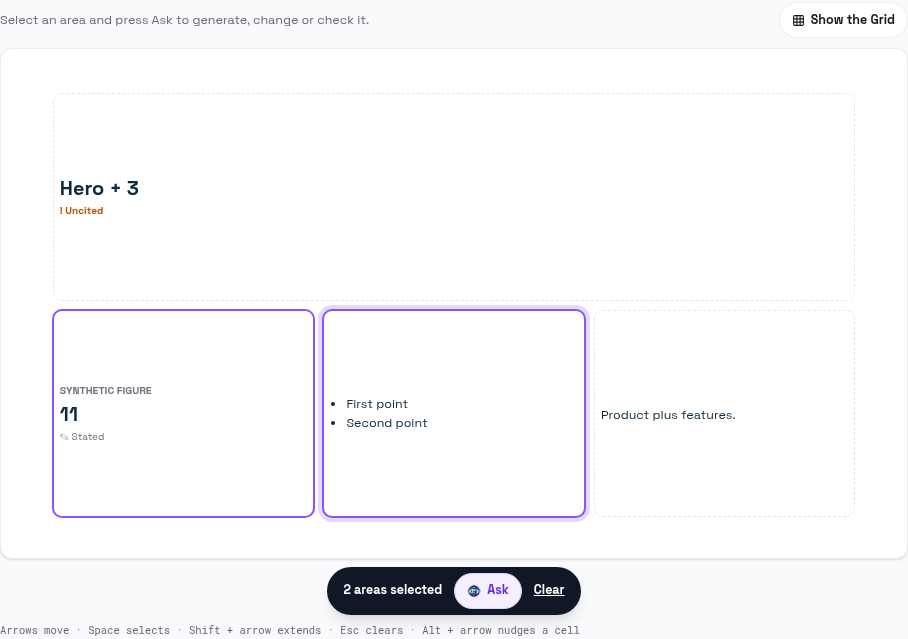 Select an area and press Ask to generate, change or check it.
Show the Grid
Hero + 3
! Uncited
SYNTHETIC FIGURE
11
✎ Stated
• First point
• Second point
Product plus features.
2 areas selected
Ask
Clear
Arrows move · Space selects · Shift + arrow extends · Esc clears · Alt + arrow nudges a cell